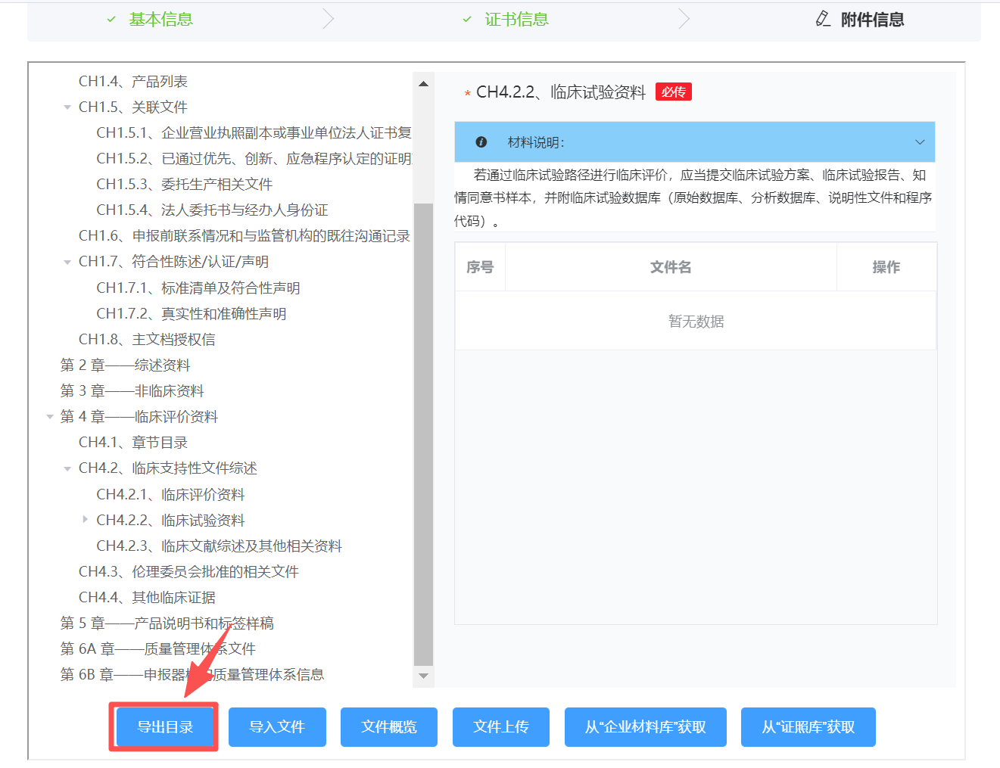 基本信息
证书信息
附件信息
CH1.4、产品列表
CH1.5、关联文件
CH1.5.1、企业营业执照副本或事业单位法人证书复
CH1.5.2、已通过优先、创新、应急程序认定的证明
CH1.5.3、委托生产相关文件
CH1.5.4、法人委托书与经办人身份证
CH1.6、申报前联系情况和与监管机构的既往沟通记录
CH1.7、符合性陈述/认证/声明
CH1.7.1、标准清单及符合性声明
CH1.7.2、真实性和准确性声明
CH1.8、主文档授权信
第 2 章——综述资料
第 3 章——非临床资料
第 4 章——临床评价资料
CH4.1、章节目录
CH4.2、临床支持性文件综述
CH4.2.1、临床评价资料
CH4.2.2、临床试验资料
CH4.2.3、临床文献综述及其他相关资料
CH4.3、伦理委员会批准的相关文件
CH4.4、其他临床证据
第 5 章——产品说明书和标签样稿
第 6A 章——质量管理体系文件
第 6B 章——申报器械的质量管理体系信息
* CH4.2.2、临床试验资料 必传
材料说明：
若通过临床试验路径进行临床评价，应当提交临床试验方案、临床试验报告、知
情同意书样本，并附临床试验数据库（原始数据库、分析数据库、说明性文件和程序
代码）。
序号 文件名 操作
暂无数据
导出目录 导入文件 文件概览 文件上传 从“企业材料库”获取 从“证照库”获取